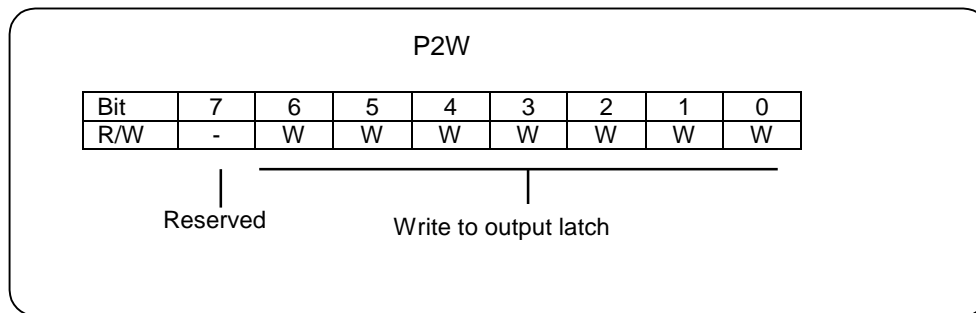 P2W
Bit 7 6 5 4 3 2 1 0
R/W - W W W W W W W
Reserved
Write to output latch